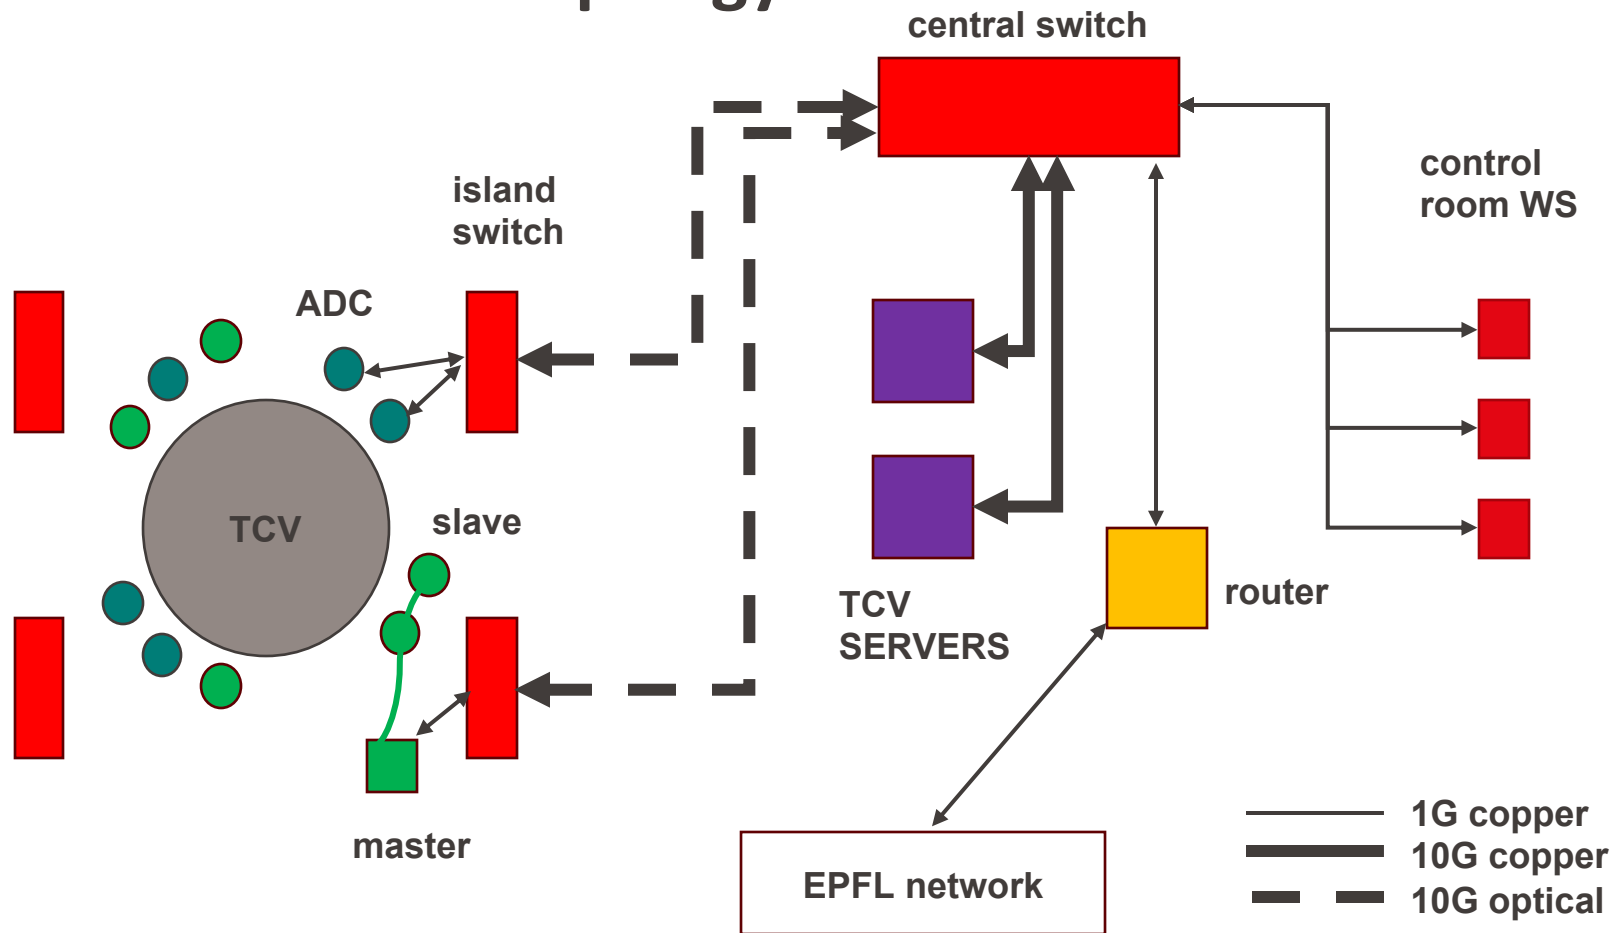 central switch
control
room WS
island
switch
ADC
TCV
slave
TCV
SERVERS
router
master
EPFL network
1G copper
10G copper
10G optical